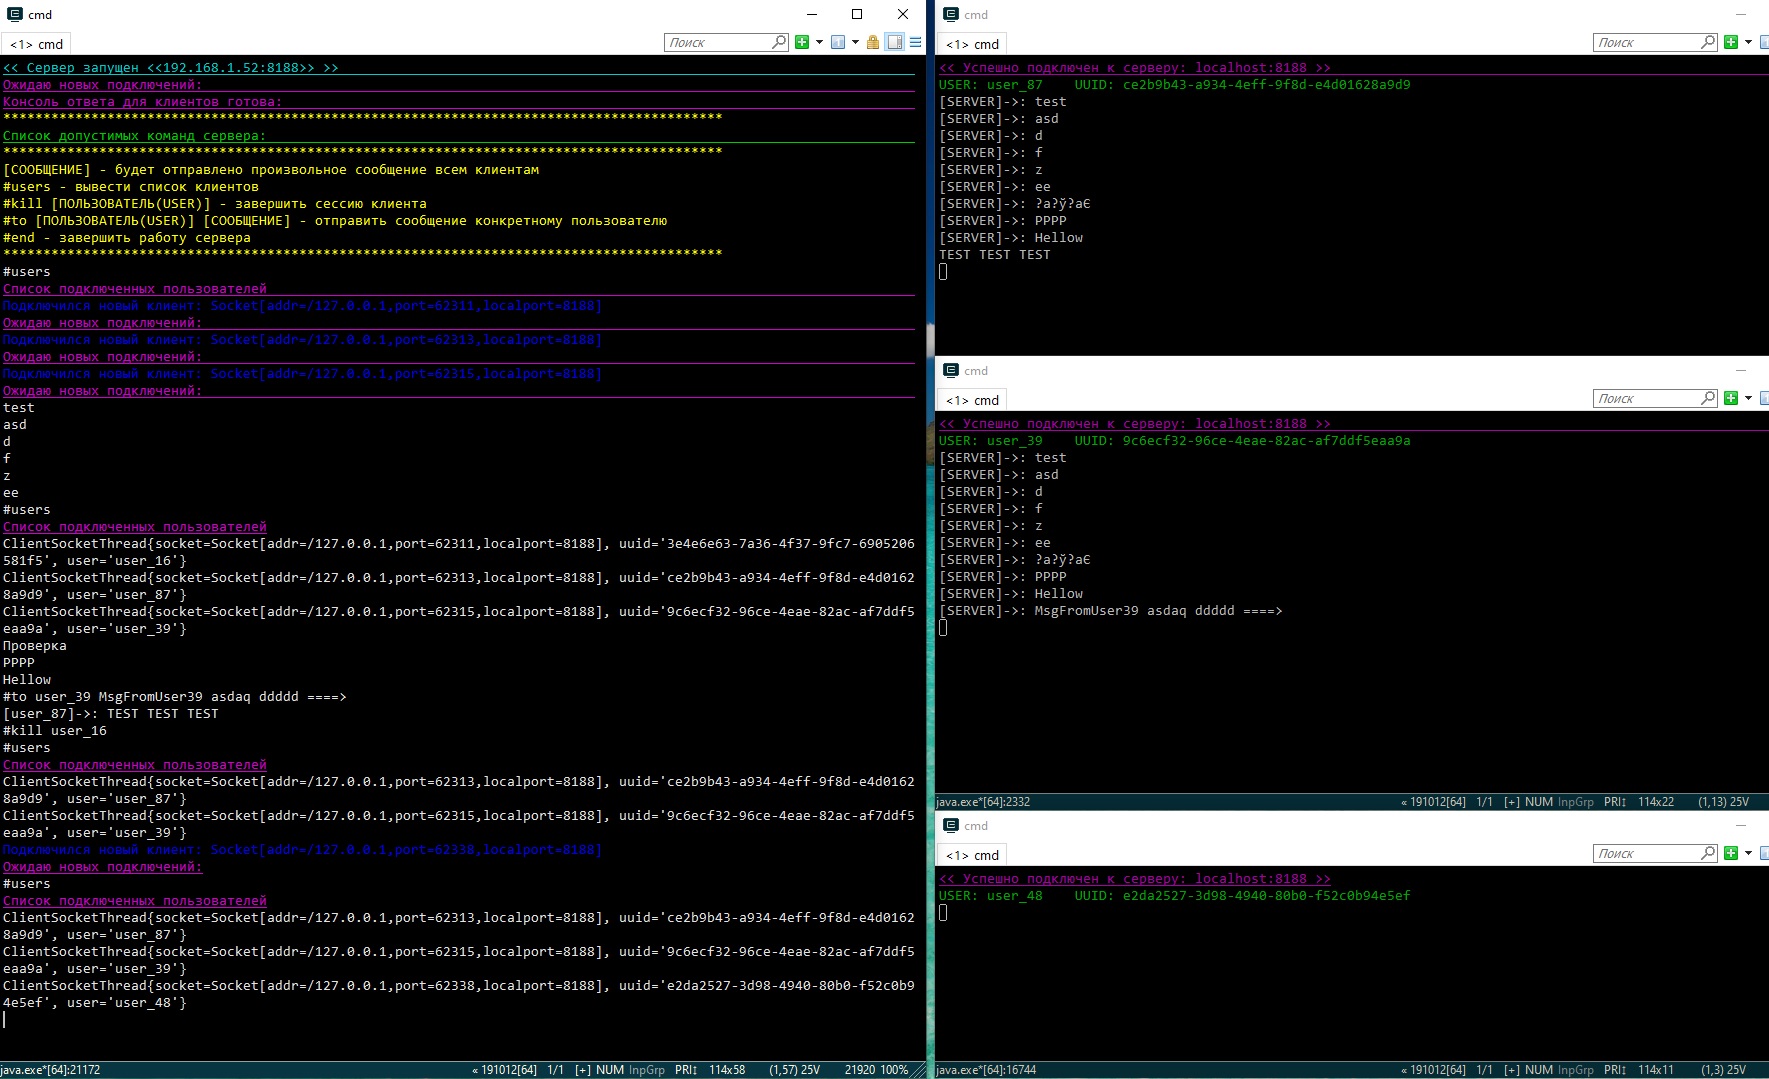 cmd
<1> cmd
Поиск
<< Сервер запущен <<192.168.1.52:8188>> >>
Ожидаю новых подключений:
Консоль ответа для клиентов готова:
******************************************************************************************
Список допустимых команд сервера:
******************************************************************************************
[СООБЩЕНИЕ] - будет отправлено произвольное сообщение всем клиентам
#users - вывести список клиентов
#kill [ПОЛЬЗОВАТЕЛЬ(USER)] - завершить сессию клиента
#to [ПОЛЬЗОВАТЕЛЬ(USER)] [СООБЩЕНИЕ] - отправить сообщение конкретному пользователю
#end - завершить работу сервера
******************************************************************************************
#users
Список подключенных пользователей
Подключился новый клиент: Socket[addr=/127.0.0.1,port=62311,localport=8188]
Ожидаю новых подключений:
Подключился новый клиент: Socket[addr=/127.0.0.1,port=62313,localport=8188]
Ожидаю новых подключений:
Подключился новый клиент: Socket[addr=/127.0.0.1,port=62315,localport=8188]
Ожидаю новых подключений:
test
asd
d
f
z
ee
#users
Список подключенных пользователей
ClientSocketThread{socket=Socket[addr=/127.0.0.1,port=62311,localport=8188], uuid='3e4e6e63-7a36-4f37-9fc7-6905206
581f5', user='user_16'}
ClientSocketThread{socket=Socket[addr=/127.0.0.1,port=62313,localport=8188], uuid='ce2b9b43-a934-4eff-9f8d-e4d0162
8a9d9', user='user_87'}
ClientSocketThread{socket=Socket[addr=/127.0.0.1,port=62315,localport=8188], uuid='9c6ecf32-96ce-4eae-82ac-af7ddf5
eaa9a', user='user_39'}
Проверка
PPPP
Hellow
#to user_39 MsgFromUser39 asdaq ddddd ====>
[user_87]->: TEST TEST TEST
#kill user_16
#users
Список подключенных пользователей
ClientSocketThread{socket=Socket[addr=/127.0.0.1,port=62313,localport=8188], uuid='ce2b9b43-a934-4eff-9f8d-e4d0162
8a9d9', user='user_87'}
ClientSocketThread{socket=Socket[addr=/127.0.0.1,port=62315,localport=8188], uuid='9c6ecf32-96ce-4eae-82ac-af7ddf5
eaa9a', user='user_39'}
Подключился новый клиент: Socket[addr=/127.0.0.1,port=62338,localport=8188]
Ожидаю новых подключений:
#users
Список подключенных пользователей
ClientSocketThread{socket=Socket[addr=/127.0.0.1,port=62313,localport=8188], uuid='ce2b9b43-a934-4eff-9f8d-e4d0162
8a9d9', user='user_87'}
ClientSocketThread{socket=Socket[addr=/127.0.0.1,port=62315,localport=8188], uuid='9c6ecf32-96ce-4eae-82ac-af7ddf5
eaa9a', user='user_39'}
ClientSocketThread{socket=Socket[addr=/127.0.0.1,port=62338,localport=8188], uuid='e2da2527-3d98-4940-80b0-f52c0b9
4e5ef', user='user_48'}
java.exe*[64]:21172 « 191012[64] 1/1 [+] NUM InpGrp PRI↕ 114x58 (1,57) 25V 21920 100%
cmd
<1> cmd
Поиск
<< Успешно подключен к серверу: localhost:8188 >>
USER: user_87 UUID: ce2b9b43-a934-4eff-9f8d-e4d01628a9d9
[SERVER]->: test
[SERVER]->: asd
[SERVER]->: d
[SERVER]->: f
[SERVER]->: z
[SERVER]->: ee
[SERVER]->: ?а?ў?аЄ
[SERVER]->: PPPP
[SERVER]->: Hellow
TEST TEST TEST
cmd
<1> cmd
Поиск
<< Успешно подключен к серверу: localhost:8188 >>
USER: user_39 UUID: 9c6ecf32-96ce-4eae-82ac-af7ddf5eaa9a
[SERVER]->: test
[SERVER]->: asd
[SERVER]->: d
[SERVER]->: f
[SERVER]->: z
[SERVER]->: ee
[SERVER]->: ?а?ў?аЄ
[SERVER]->: PPPP
[SERVER]->: Hellow
[SERVER]->: MsgFromUser39 asdaq ddddd ====>
java.exe*[64]:2332 « 191012[64] 1/1 [+] NUM InpGrp PRI↕ 114x22 (1,13) 25V
cmd
<1> cmd
Поиск
<< Успешно подключен к серверу: localhost:8188 >>
USER: user_48 UUID: e2da2527-3d98-4940-80b0-f52c0b94e5ef
java.exe*[64]:16744 « 191012[64] 1/1 [+] NUM InpGrp PRI↕ 114x11 (1,3) 25V